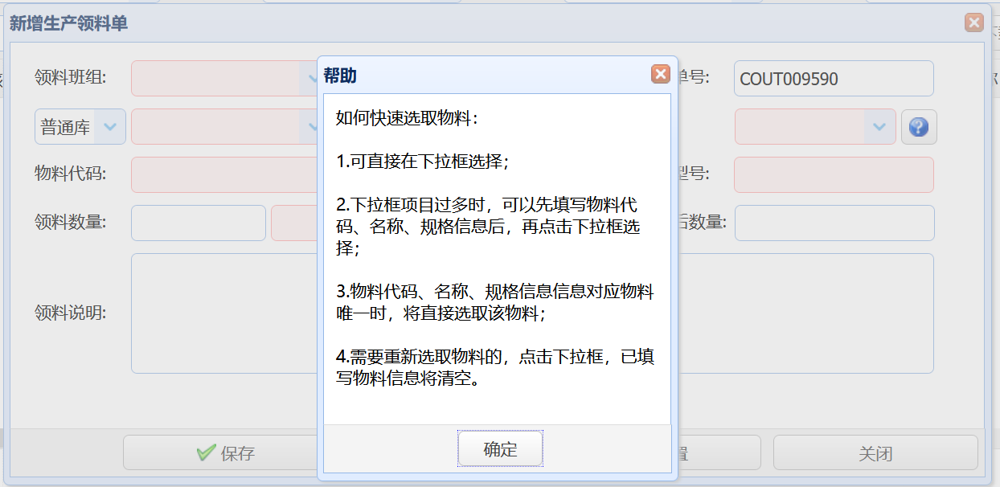 新增生产领料单
领料班组:
单号:
COUT009590
普通库
物料代码:
型号:
领料数量:
后数量:
领料说明:
帮助
如何快速选取物料：
1.可直接在下拉框选择；
2.下拉框项目过多时，可以先填写物料代
码、名称、规格信息后，再点击下拉框选
择；
3.物料代码、名称、规格信息信息对应物料
唯一时，将直接选取该物料；
4.需要重新选取物料的，点击下拉框，已填
写物料信息将清空。
确定
保存
置
关闭